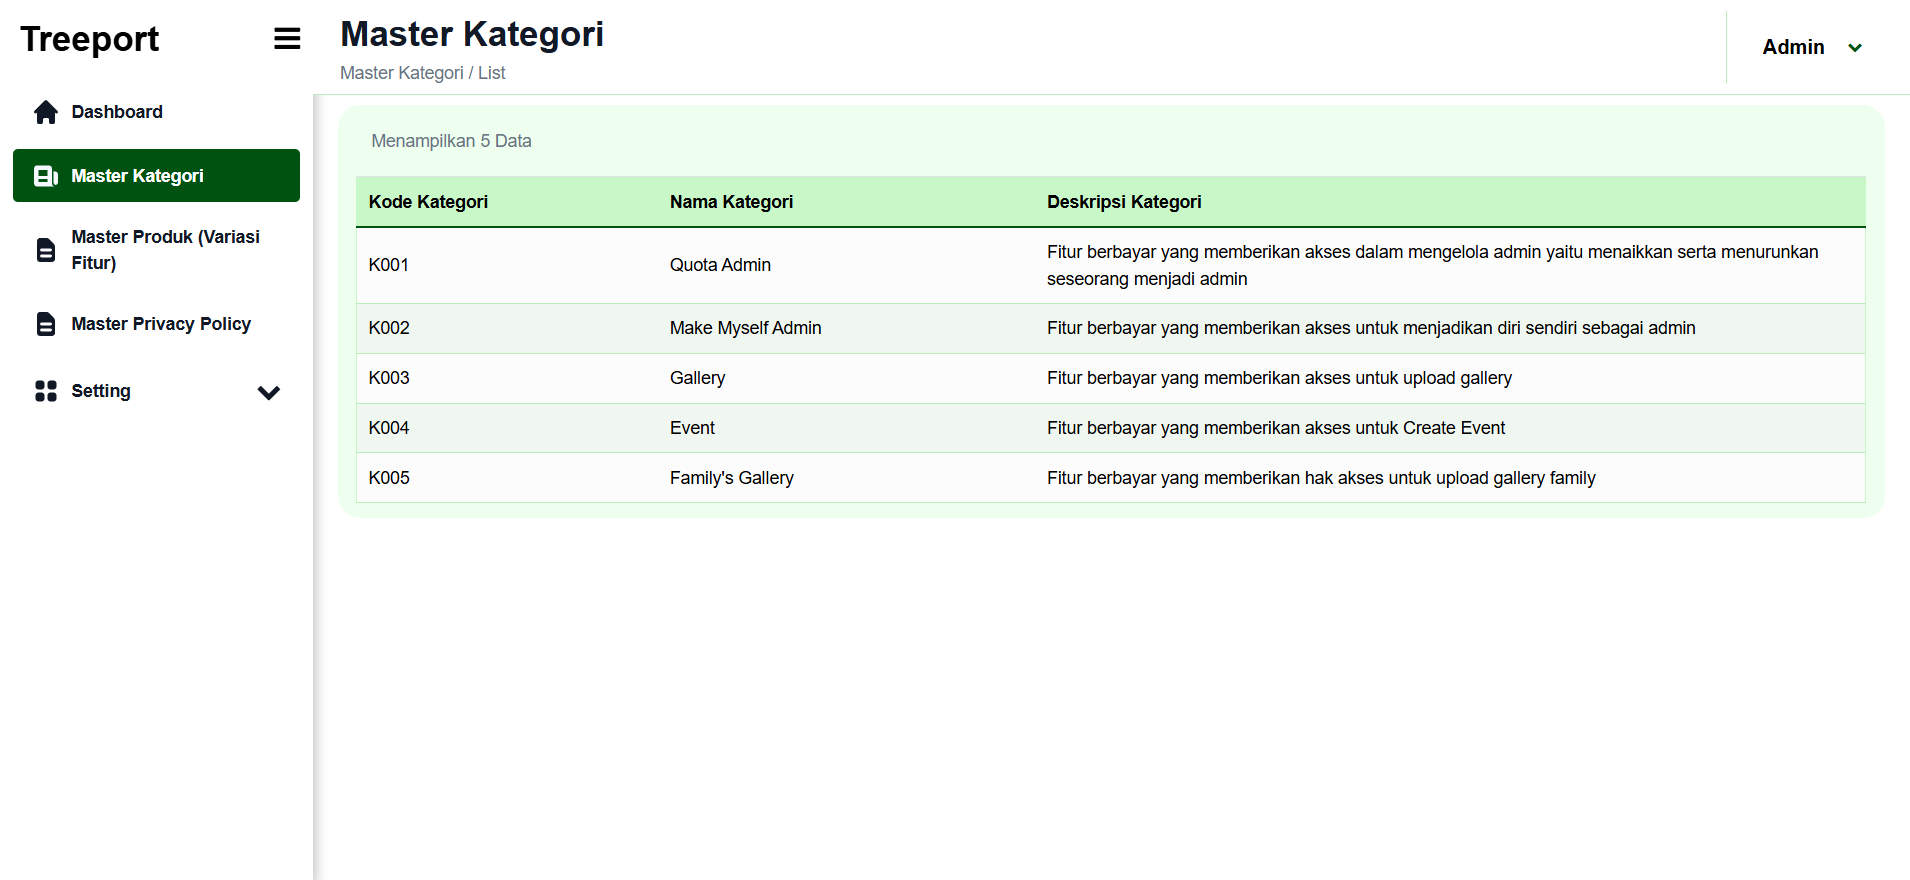 Treeport
Dashboard
Master Kategori
Master Produk (Variasi
Fitur)
Master Privacy Policy
Setting
Master Kategori
Master Kategori / List
Admin
Menampilkan 5 Data
Kode Kategori Nama Kategori Deskripsi Kategori
K001 Quota Admin Fitur berbayar yang memberikan akses dalam mengelola admin yaitu menaikkan serta menurunkan
seseorang menjadi admin
K002 Make Myself Admin Fitur berbayar yang memberikan akses untuk menjadikan diri sendiri sebagai admin
K003 Gallery Fitur berbayar yang memberikan akses untuk upload gallery
K004 Event Fitur berbayar yang memberikan akses untuk Create Event
K005 Family's Gallery Fitur berbayar yang memberikan hak akses untuk upload gallery family